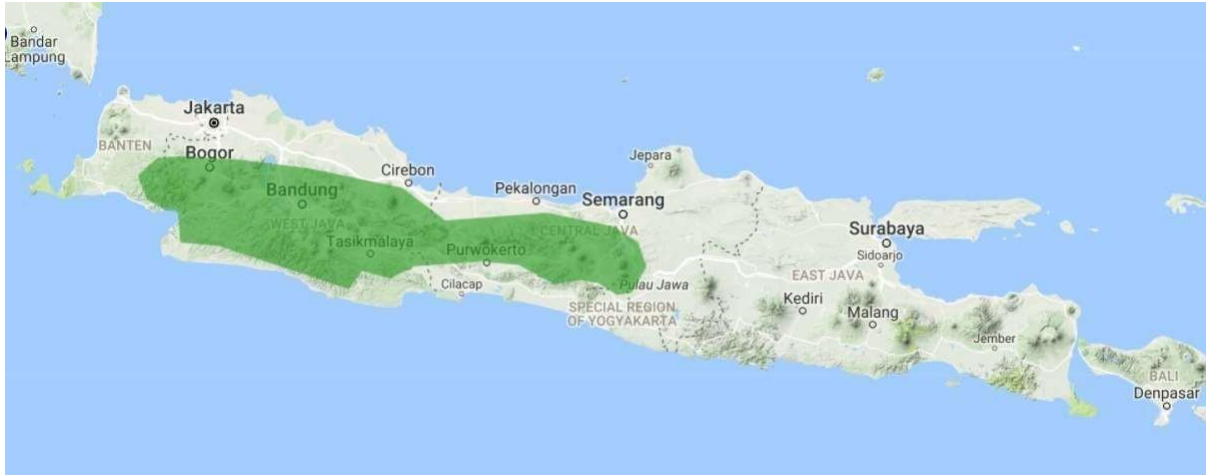 Bandar
Lampung
Jakarta
BANTEN
Bogor
Jepara
Cirebon
Pekalongan
Bandung
Semarang
WEST JAVA
CENTRAL JAVA
Surabaya
Tasikmalaya
Purwokerto
Sidoarjo
EAST JAVA
Cilacap
Pulau Jawa
Kediri
SPECIAL REGION
OF YOGYAKARTA
Malang
Jember
BALI
Denpasar